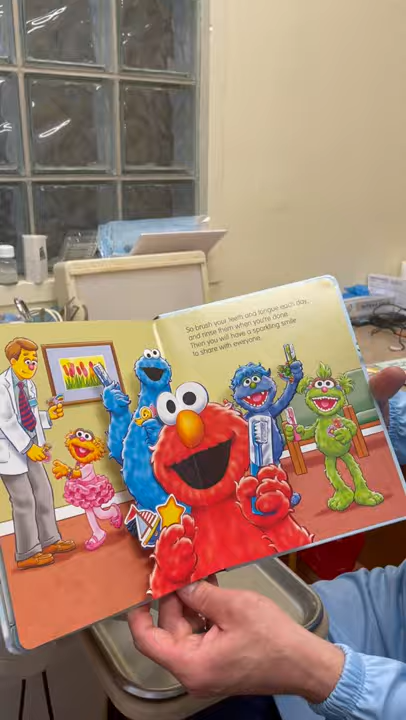 So brush your teeth and tongue each day,
and rinse them when you're done.
Then you will have a sparkling smile
to share with everyone.